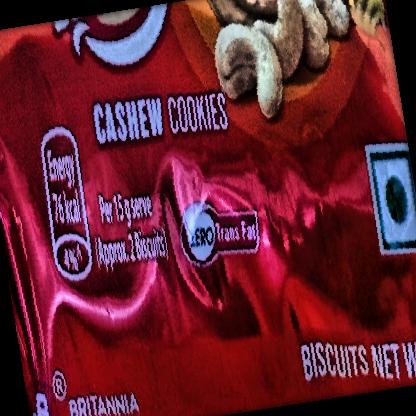 CASHEW COOKIES
Energy
76 kcal
4%*
Per 15 g serve
(Approx. 2 Biscuits)
ZERO Trans Fat
BISCUITS NET W
® BRITANNIA